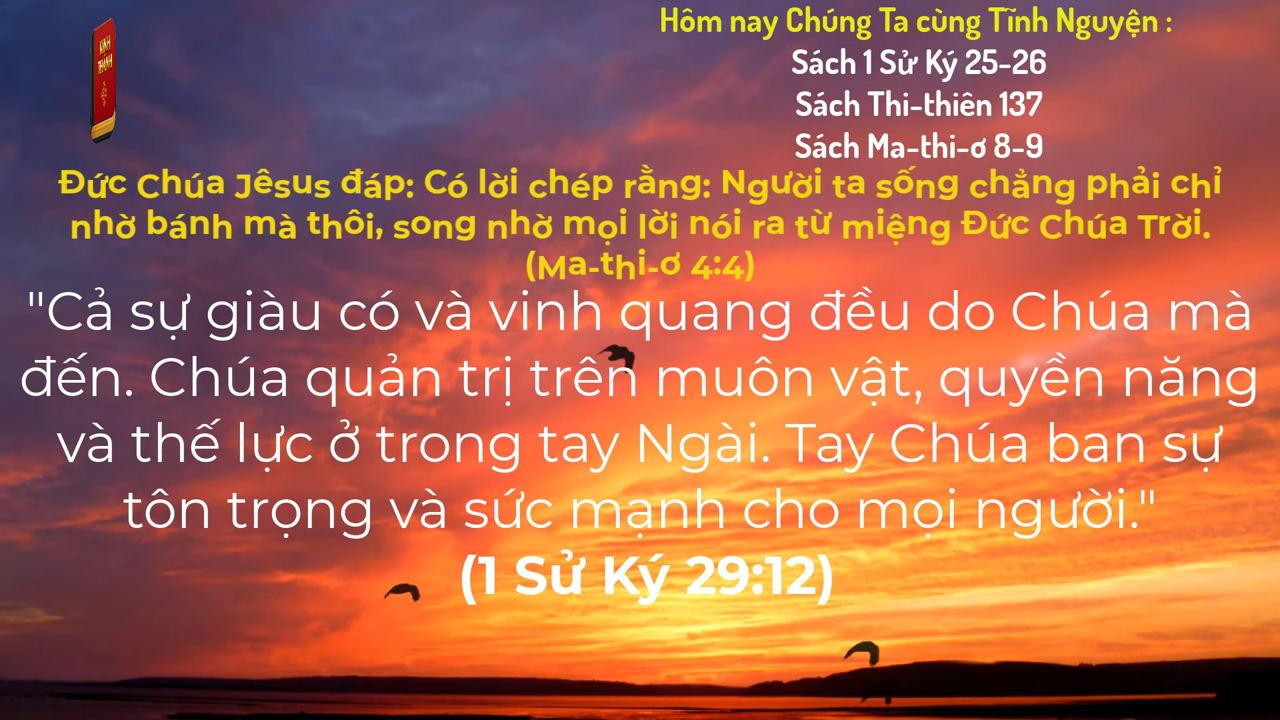 KINH
THÁNH
Hôm nay Chúng Ta cùng Tĩnh Nguyện :
Sách 1 Sử Ký 25-26
Sách Thi-thiên 137
Sách Ma-thi-ơ 8-9
Đức Chúa Jêsus đáp: Có lời chép rằng: Người ta sống chẳng phải chỉ
nhờ bánh mà thôi, song nhờ mọi lời nói ra từ miệng Đức Chúa Trời.
(Ma-thi-ơ 4:4)
"Cả sự giàu có và vinh quang đều do Chúa mà
đến. Chúa quản trị trên muôn vật, quyền năng
và thế lực ở trong tay Ngài. Tay Chúa ban sự
tôn trọng và sức mạnh cho mọi người."
(1 Sử Ký 29:12)